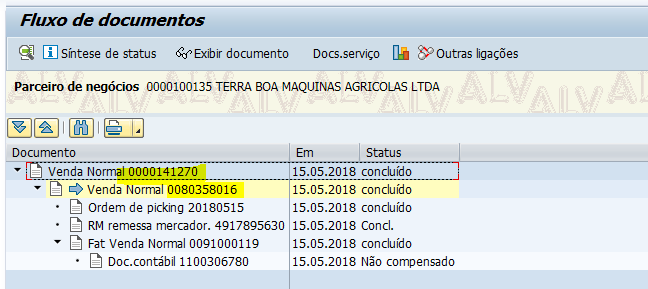 Fluxo de documentos
Síntese de status Exibir documento Docs.serviço Outras ligações
Parceiro de negócios 0000100135 TERRA BOA MAQUINAS AGRICOLAS LTDA
Documento Em Status
Venda Normal 0000141270 15.05.2018 concluído
Venda Normal 0080358016 15.05.2018 concluído
Ordem de picking 20180515 15.05.2018 concluído
RM remessa mercador. 4917895630 15.05.2018 Concl.
Fat Venda Normal 0091000119 15.05.2018 concluído
Doc.contábil 1100306780 15.05.2018 Não compensado